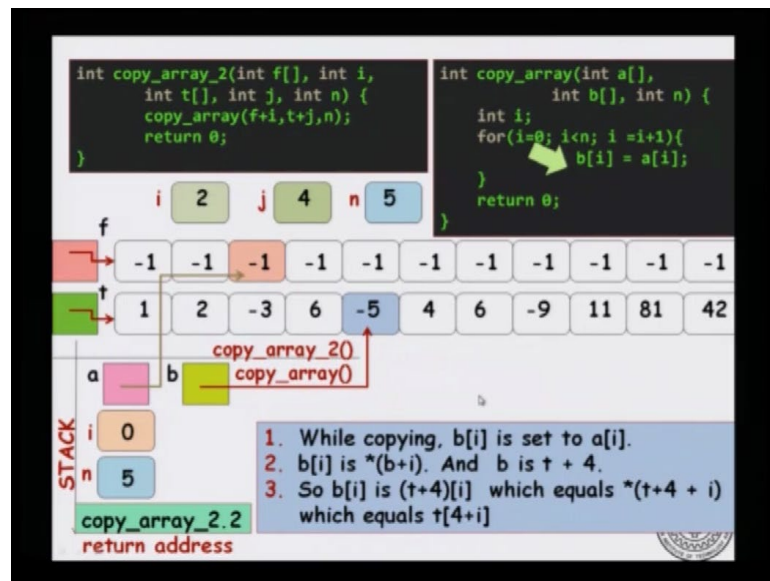 int copy_array_2(int f[], int i,
int t[], int j, int n) {
copy_array(f+i,t+j,n);
return 0;
}
int copy_array(int a[],
int b[], int n) {
int i;
for(i=0; i<n; i =i+1){
b[i] = a[i];
}
return 0;
}
i 2 j 4 n 5
f
-1 -1 -1 -1 -1 -1 -1 -1 -1 -1 -1
t
1 2 -3 6 -5 4 6 -9 11 81 42
copy_array_2()
a b copy_array()
STACK
i 0
n 5
copy_array_2.2
return address
1. While copying, b[i] is set to a[i].
2. b[i] is *(b+i). And b is t + 4.
3. So b[i] is (t+4)[i] which equals *(t+4 + i)
which equals t[4+i]